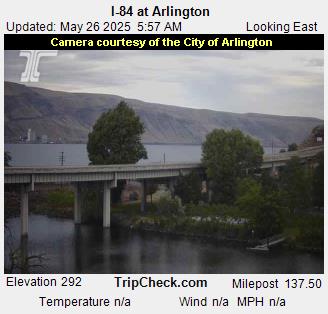 I-84 at Arlington
Updated: May 26 2025 5:57 AM Looking East
Camera courtesy of the City of Arlington
Elevation 292 TripCheck.com Milepost 137.50
Temperature n/a Wind n/a MPH n/a